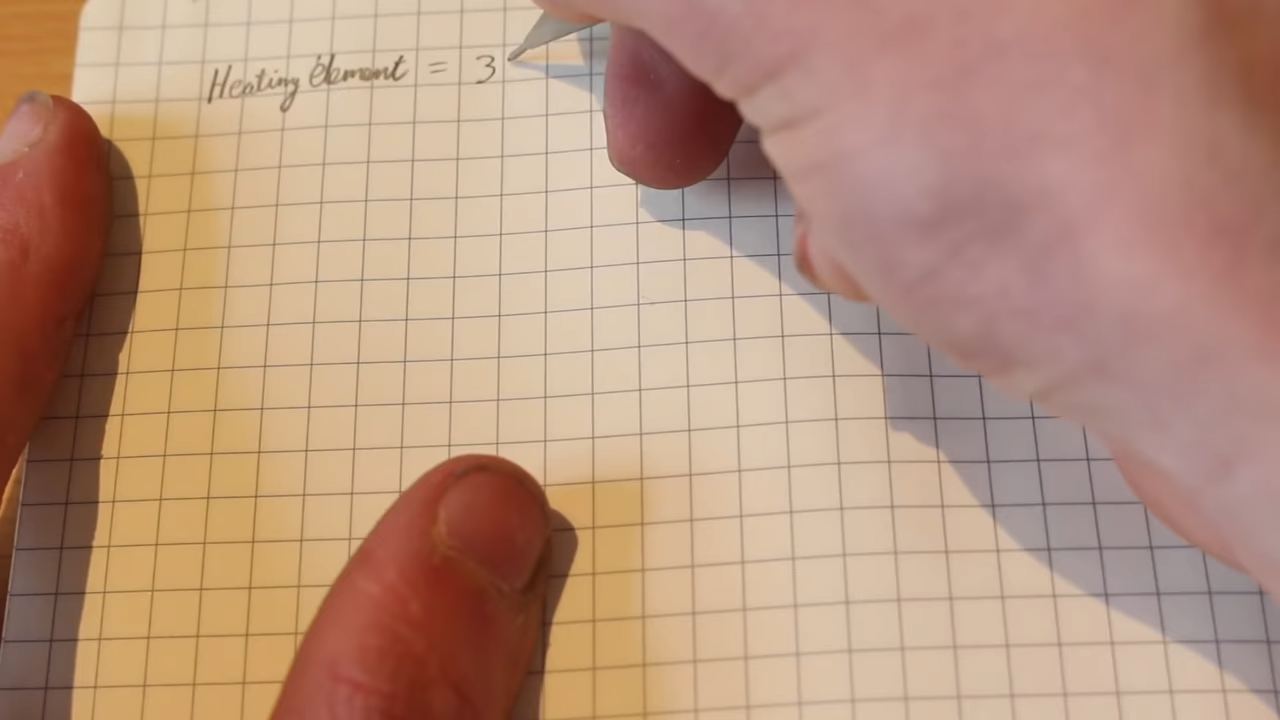 Heating element = 3